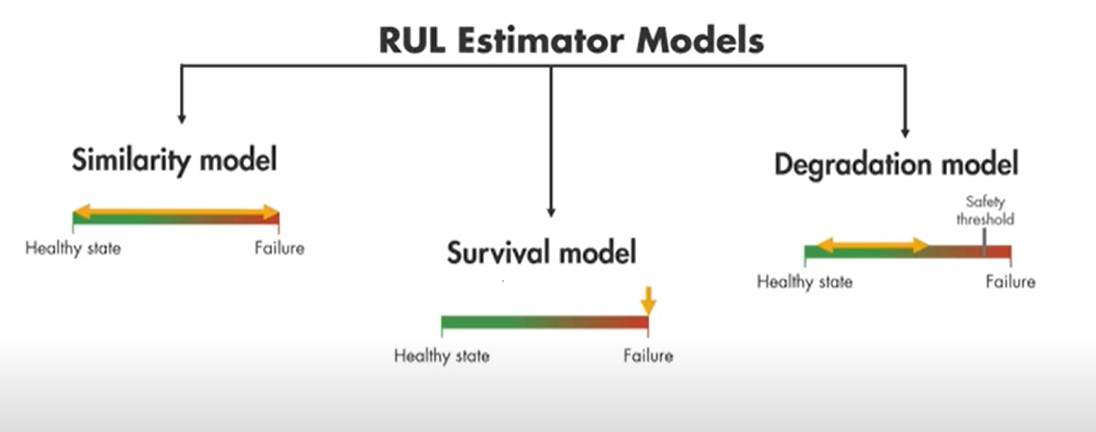 RUL Estimator Models
Similarity model
Healthy state
Failure
Survival model
Healthy state
Failure
Degradation model
Safety
threshold
Healthy state
Failure